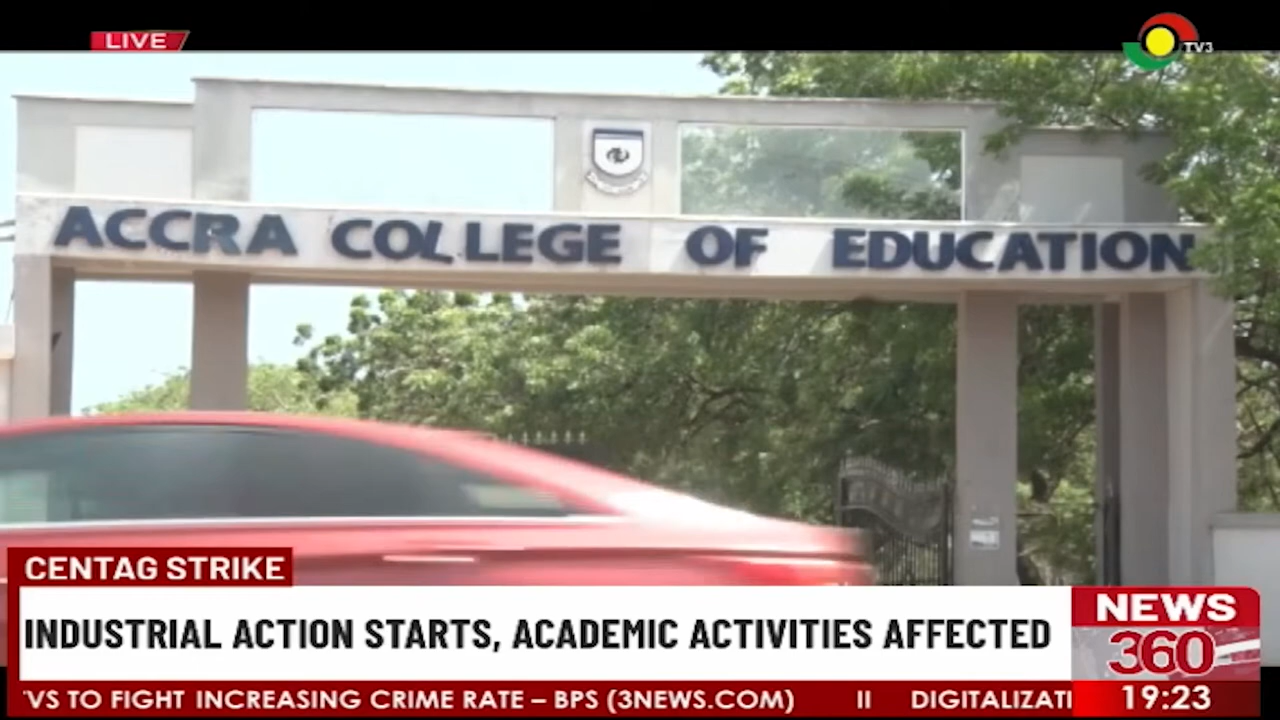 LIVE
TV3
ACCRA COLLEGE OF EDUCATION
CENTAG STRIKE
INDUSTRIAL ACTION STARTS, ACADEMIC ACTIVITIES AFFECTED
NEWS
360
'VS TO FIGHT INCREASING CRIME RATE – BPS (3NEWS.COM) II DIGITALIZATI
19:23